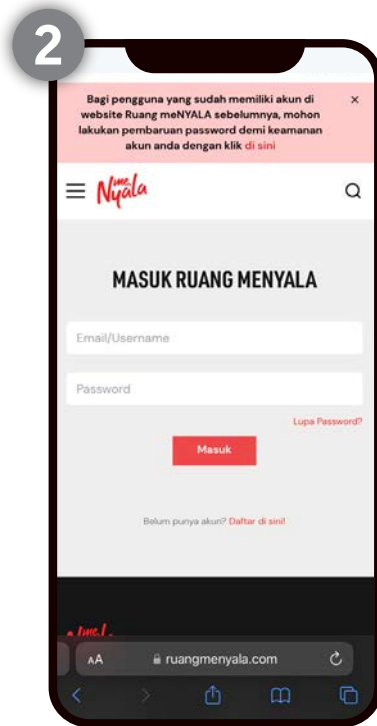 2
Bagi pengguna yang sudah memiliki akun di
website Ruang meNYALA sebelumnya, mohon
lakukan pembaruan password demi keamanan
akun anda dengan klik di sini
×
me
Nyala
MASUK RUANG MENYALA
Email/Username
Password
Lupa Password?
Masuk
Belum punya akun? Daftar di sini!
me
AA ruangmenyala.com